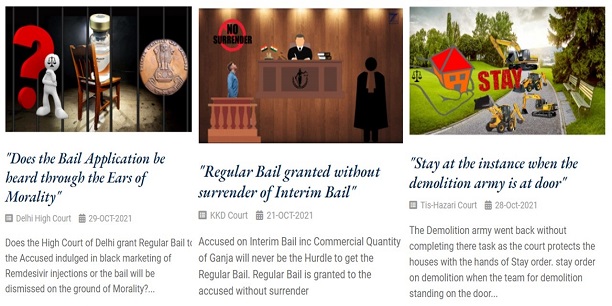 "Does the Bail Application be
heard through the Ears of
Morality"
Delhi High Court 29-OCT-2021
Does the High Court of Delhi grant Regular Bail to
the Accused indulged in black marketing of
Remdesivir injections or the bail will be
dismissed on the ground of Morality?...
NO
SURRENDER
"Regular Bail granted without
surrender of Interim Bail"
KKD Court 21-OCT-2021
Accused on Interim Bail inc Commercial Quantity
of Ganja will never be the Hurdle to get the
Regular Bail. Regular Bail is granted to the
accused without surrender
STAY
"Stay at the instance when the
demolition army is at door"
Tis-Hazari Court 28-Oct-2021
The Demolition army went back without
completing there task as the court protects the
houses with the hands of Stay order. stay order
on demolition when the team for demolition
standing on the door...